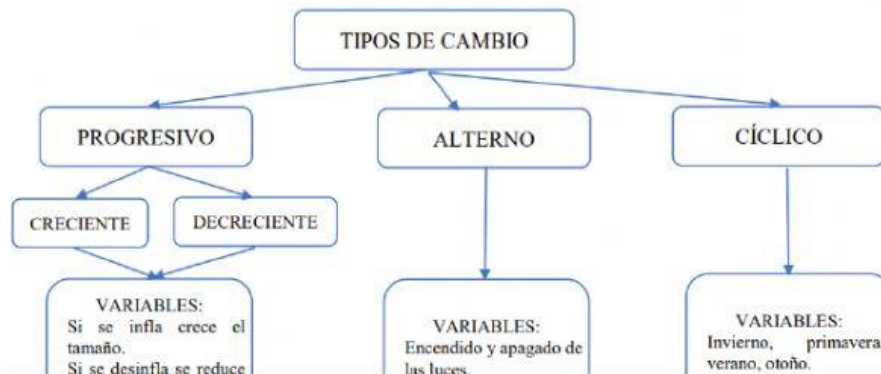 TIPOS DE CAMBIO
PROGRESIVO
ALTERNO
CÍCLICO
CRECIENTE
DECRECIENTE
VARIABLES:
Si se infla crece el
tamaño.
Si se desinfla se reduce
VARIABLES:
Encendido y apagado de
las luces.
VARIABLES:
Invierno, primavera
verano, otoño.